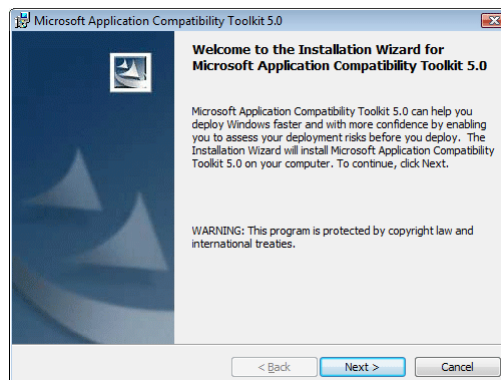 Microsoft Application Compatibility Toolkit 5.0
Welcome to the Installation Wizard for
Microsoft Application Compatibility Toolkit 5.0
Microsoft Application Compatibility Toolkit 5.0 can help you
deploy Windows faster and with more confidence by enabling
you to assess your deployment risks before you deploy. The
Installation Wizard will install Microsoft Application Compatibility
Toolkit 5.0 on your computer. To continue, click Next.
WARNING: This program is protected by copyright law and
international treaties.
< Back
Next >
Cancel